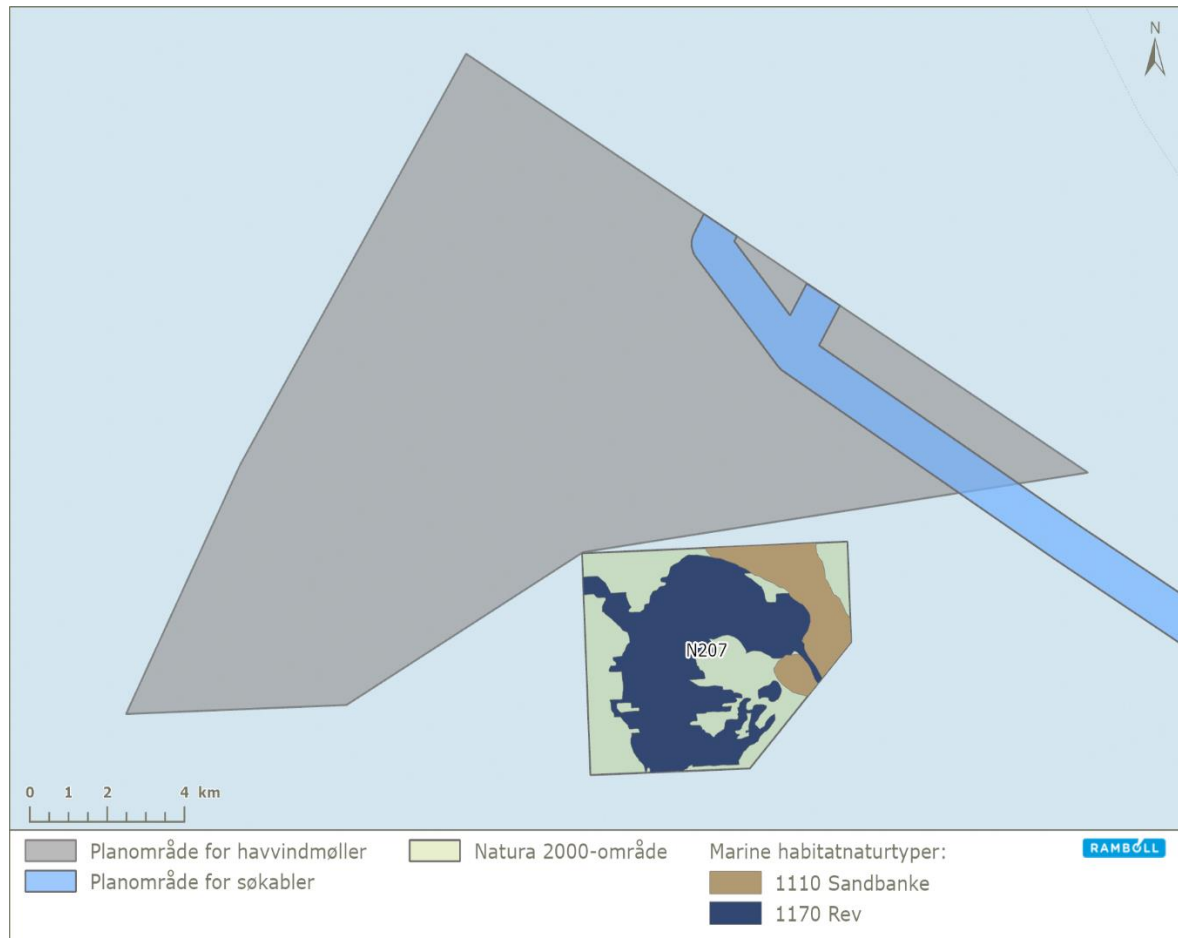 N
N207
0 1 2 4 km
Planområde for havvindmøller
Planområde for søkabler
Natura 2000-område
Marine habitatnaturtyper:
1110 Sandbanke
1170 Rev
RAMBOLL